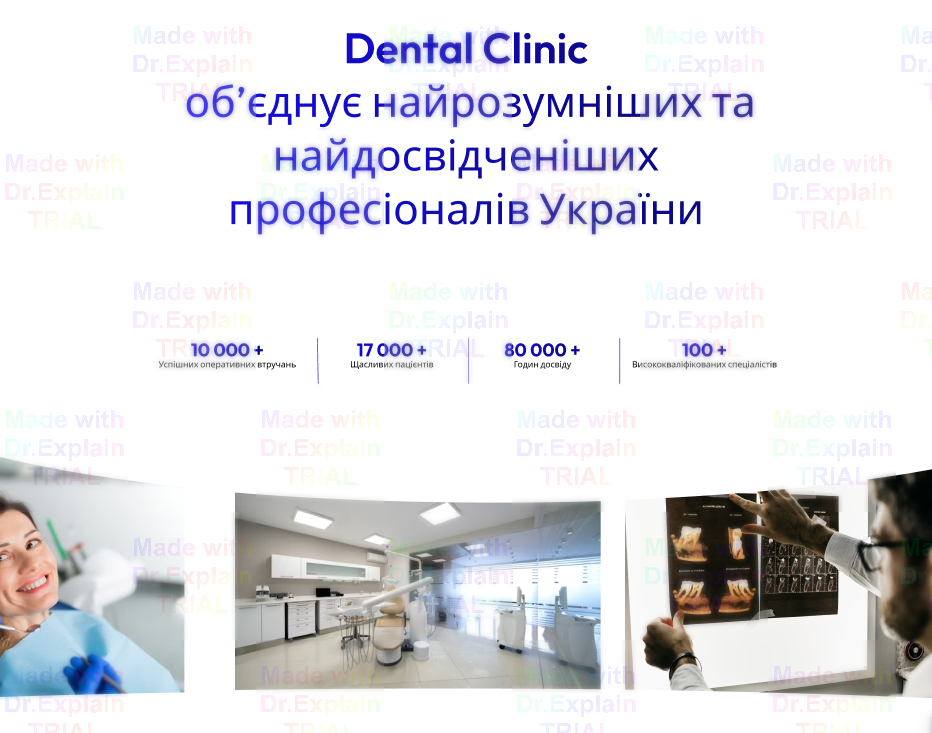 Dental Clinic
об’єднує найрозумніших та
найдосвідченіших
професіоналів України
10 000 +
Успішних оперативних втручань
17 000 +
Щасливих пацієнтів
80 000 +
Годин досвіду
100 +
Висококваліфікованих спеціалістів
Made with
Dr.Explain
TRIAL